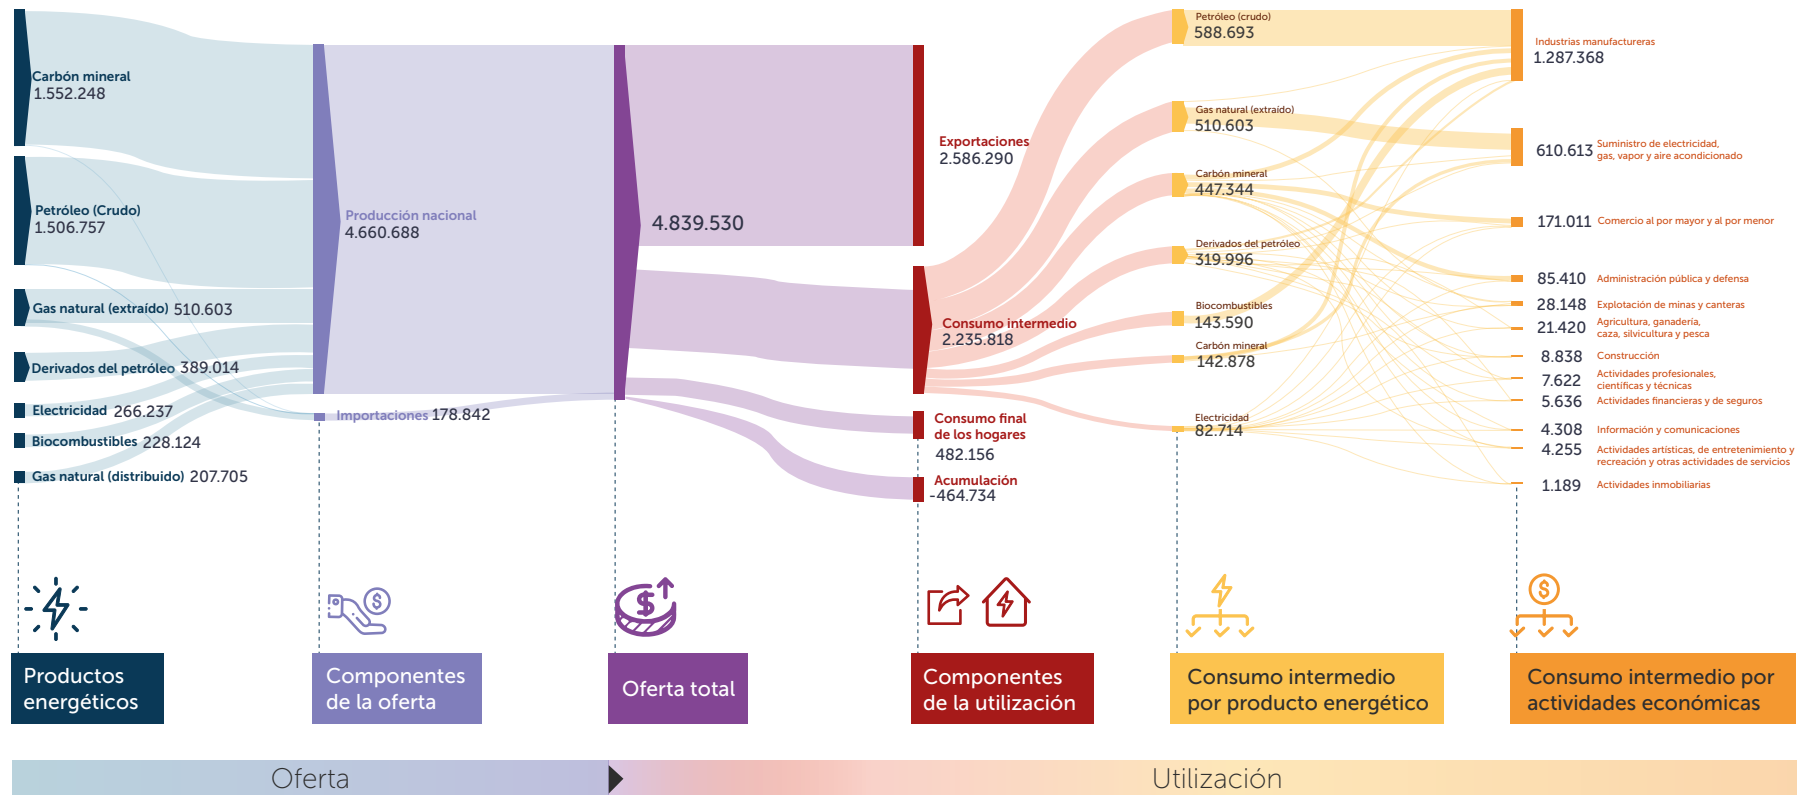 Carbón mineral
1.552.248
Petróleo (Crudo)
1.506.757
Gas natural (extraído) 510.603
Derivados del petróleo 389.014
Electricidad 266.237
Biocombustibles 228.124
Gas natural (distribuido) 207.705
Producción nacional
4.660.688
Importaciones 178.842
4.839.530
Exportaciones
2.586.290
Consumo intermedio
2.235.818
Consumo final
de los hogares
482.156
Acumulación
-464.734
Petróleo (crudo)
588.693
Gas natural (extraído)
510.603
Carbón mineral
447.344
Derivados del petróleo
319.996
Biocombustibles
143.590
Carbón mineral
142.878
Electricidad
82.714
Industrias manufactureras
1.287.368
610.613 Suministro de electricidad,
gas, vapor y aire acondicionado
171.011 Comercio al por mayor y al por menor
85.410 Administración pública y defensa
28.148 Explotación de minas y canteras
21.420 Agricultura, ganadería,
caza, silvicultura y pesca
8.838 Construcción
7.622 Actividades profesionales,
científicas y técnicas
5.636 Actividades financieras y de seguros
4.308 Información y comunicaciones
4.255 Actividades artísticas, de entretenimiento y
recreación y otras actividades de servicios
1.189 Actividades inmobiliarias
Productos
energéticos
Componentes
de la oferta
Oferta total
Componentes
de la utilización
Consumo intermedio
por producto energético
Consumo intermedio por
actividades económicas
Oferta
Utilización